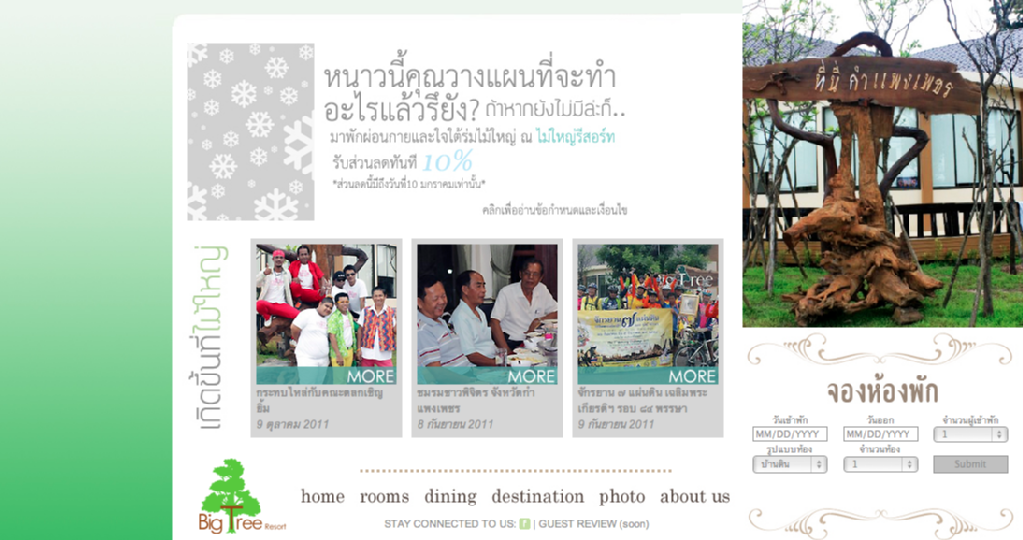 หนาวนี้คุณวางแผนที่จะทำ
อะไรแล้วรึยัง? ถ้าหากยังไม่มีล่ะก็..
มาพักผ่อนกายและใจใต้ร่มไม้ใหญ่ ณ ไม้ใหญ่รีสอร์ท
รับส่วนลดทันที 10%
*ส่วนลดนี้มีถึงวันที่10 มกราคมเท่านั้น*
คลิกเพื่ออ่านข้อกำหนดและเงื่อนไข
เกิดขึ้นที่ไม้ใหญ่
MORE
กระทบไหล่กับคณะตลกเชิญ
ยิ้ม
9 ตุลาคม 2011
MORE
ชมรมชาวพิจิตร จังหวัดกำ
แพงเพชร
8 กันยายน 2011
Big Tree
MORE
จักรยาน ๗ แผ่นดิน เฉลิมพระ
เกียรติฯ รอบ ๘๔ พรรษา
9 กันยายน 2011
ที่นี่ กำแพงเพชร
จองห้องพัก
วันเข้าพัก วันออก จำนวนผู้เข้าพัก
MM/DD/YYYY MM/DD/YYYY 1
รูปแบบห้อง จำนวนห้อง
บ้านดิน 1 Submit
Big Tree Resort
home rooms dining destination photo about us
STAY CONNECTED TO US: f | GUEST REVIEW (soon)